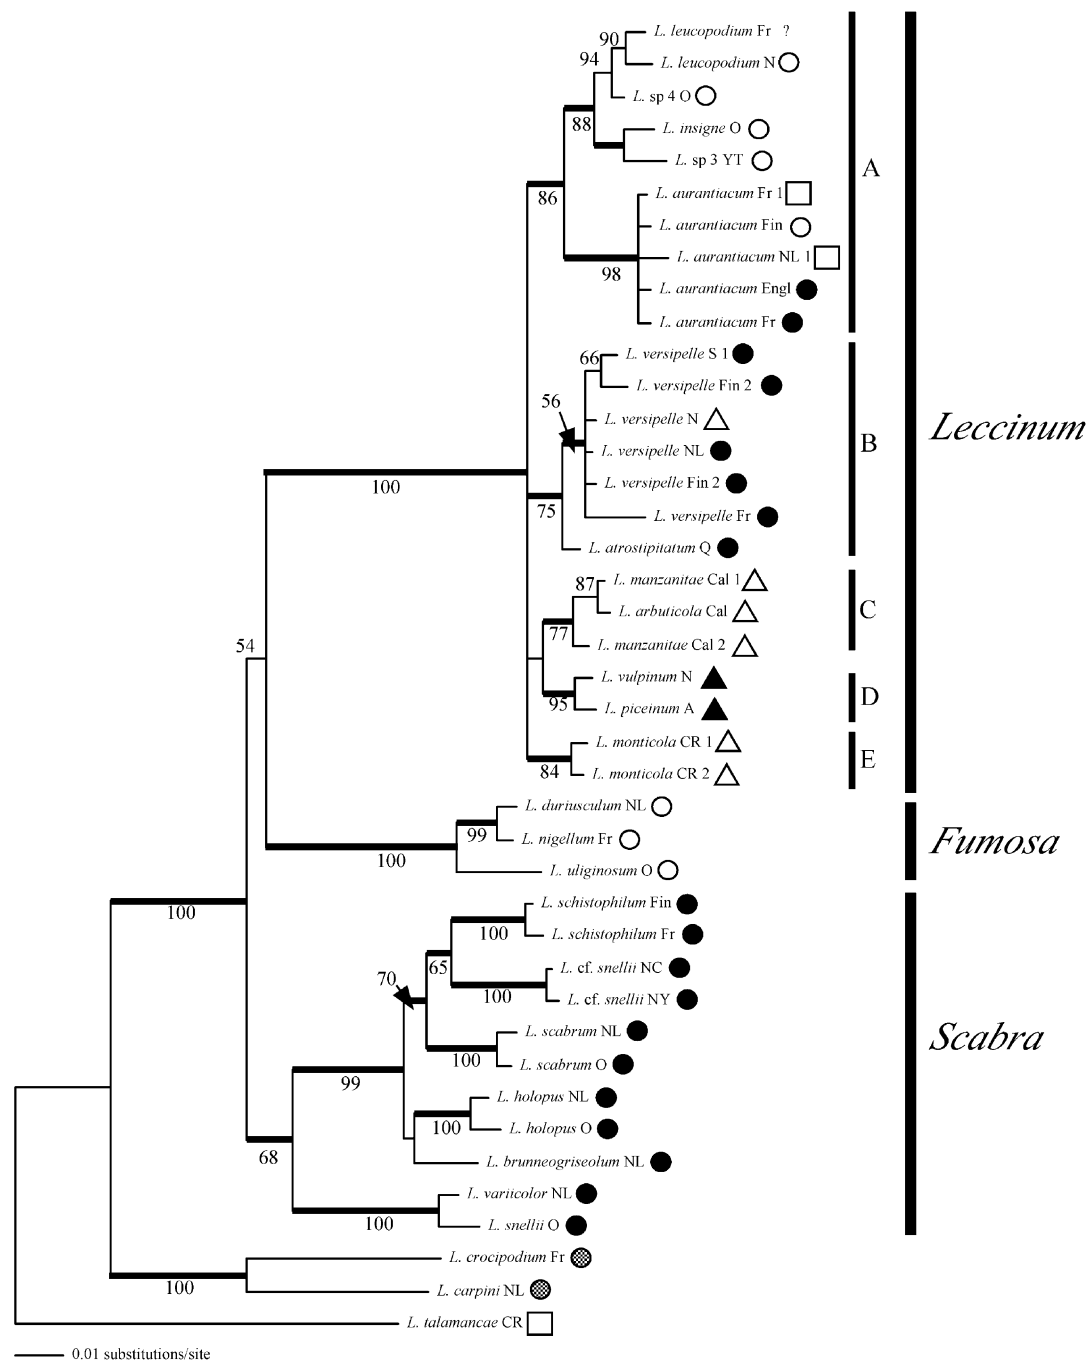 L. leucopodium Fr ?
90
L. leucopodium N
94
L. sp 4 O
88
L. insigne O
L. sp 3 YT
A
86
L. aurantiacum Fr 1
L. aurantiacum Fin
L. aurantiacum NL 1
98
L. aurantiacum Engl
L. aurantiacum Fr
66
L. versipelle S 1
L. versipelle Fin 2
56
L. versipelle N
Leccinum
B
L. versipelle NL
100
L. versipelle Fin 2
75
L. versipelle Fr
L. atrostipitatum Q
87
L. manzanitae Cal 1
L. arbuticola Cal
C
77
L. manzanitae Cal 2
54
L. vulpinum N
D
95
L. piceinum A
L. monticola CR 1
E
84
L. monticola CR 2
L. duriusculum NL
99
L. nigellum Fr
Fumosa
100
L. uliginosum O
L. schistophilum Fin
100
100
L. schistophilum Fr
65
L. cf. snellii NC
70
100
L. cf. snellii NY
L. scabrum NL
Scabra
100
L. scabrum O
99
L. holopus NL
100
L. holopus O
68
L. brunneogriseolum NL
L. variicolor NL
100
L. snellii O
L. crocipodium Fr
100
L. carpini NL
L. talamancae CR
0.01 substitutions/site